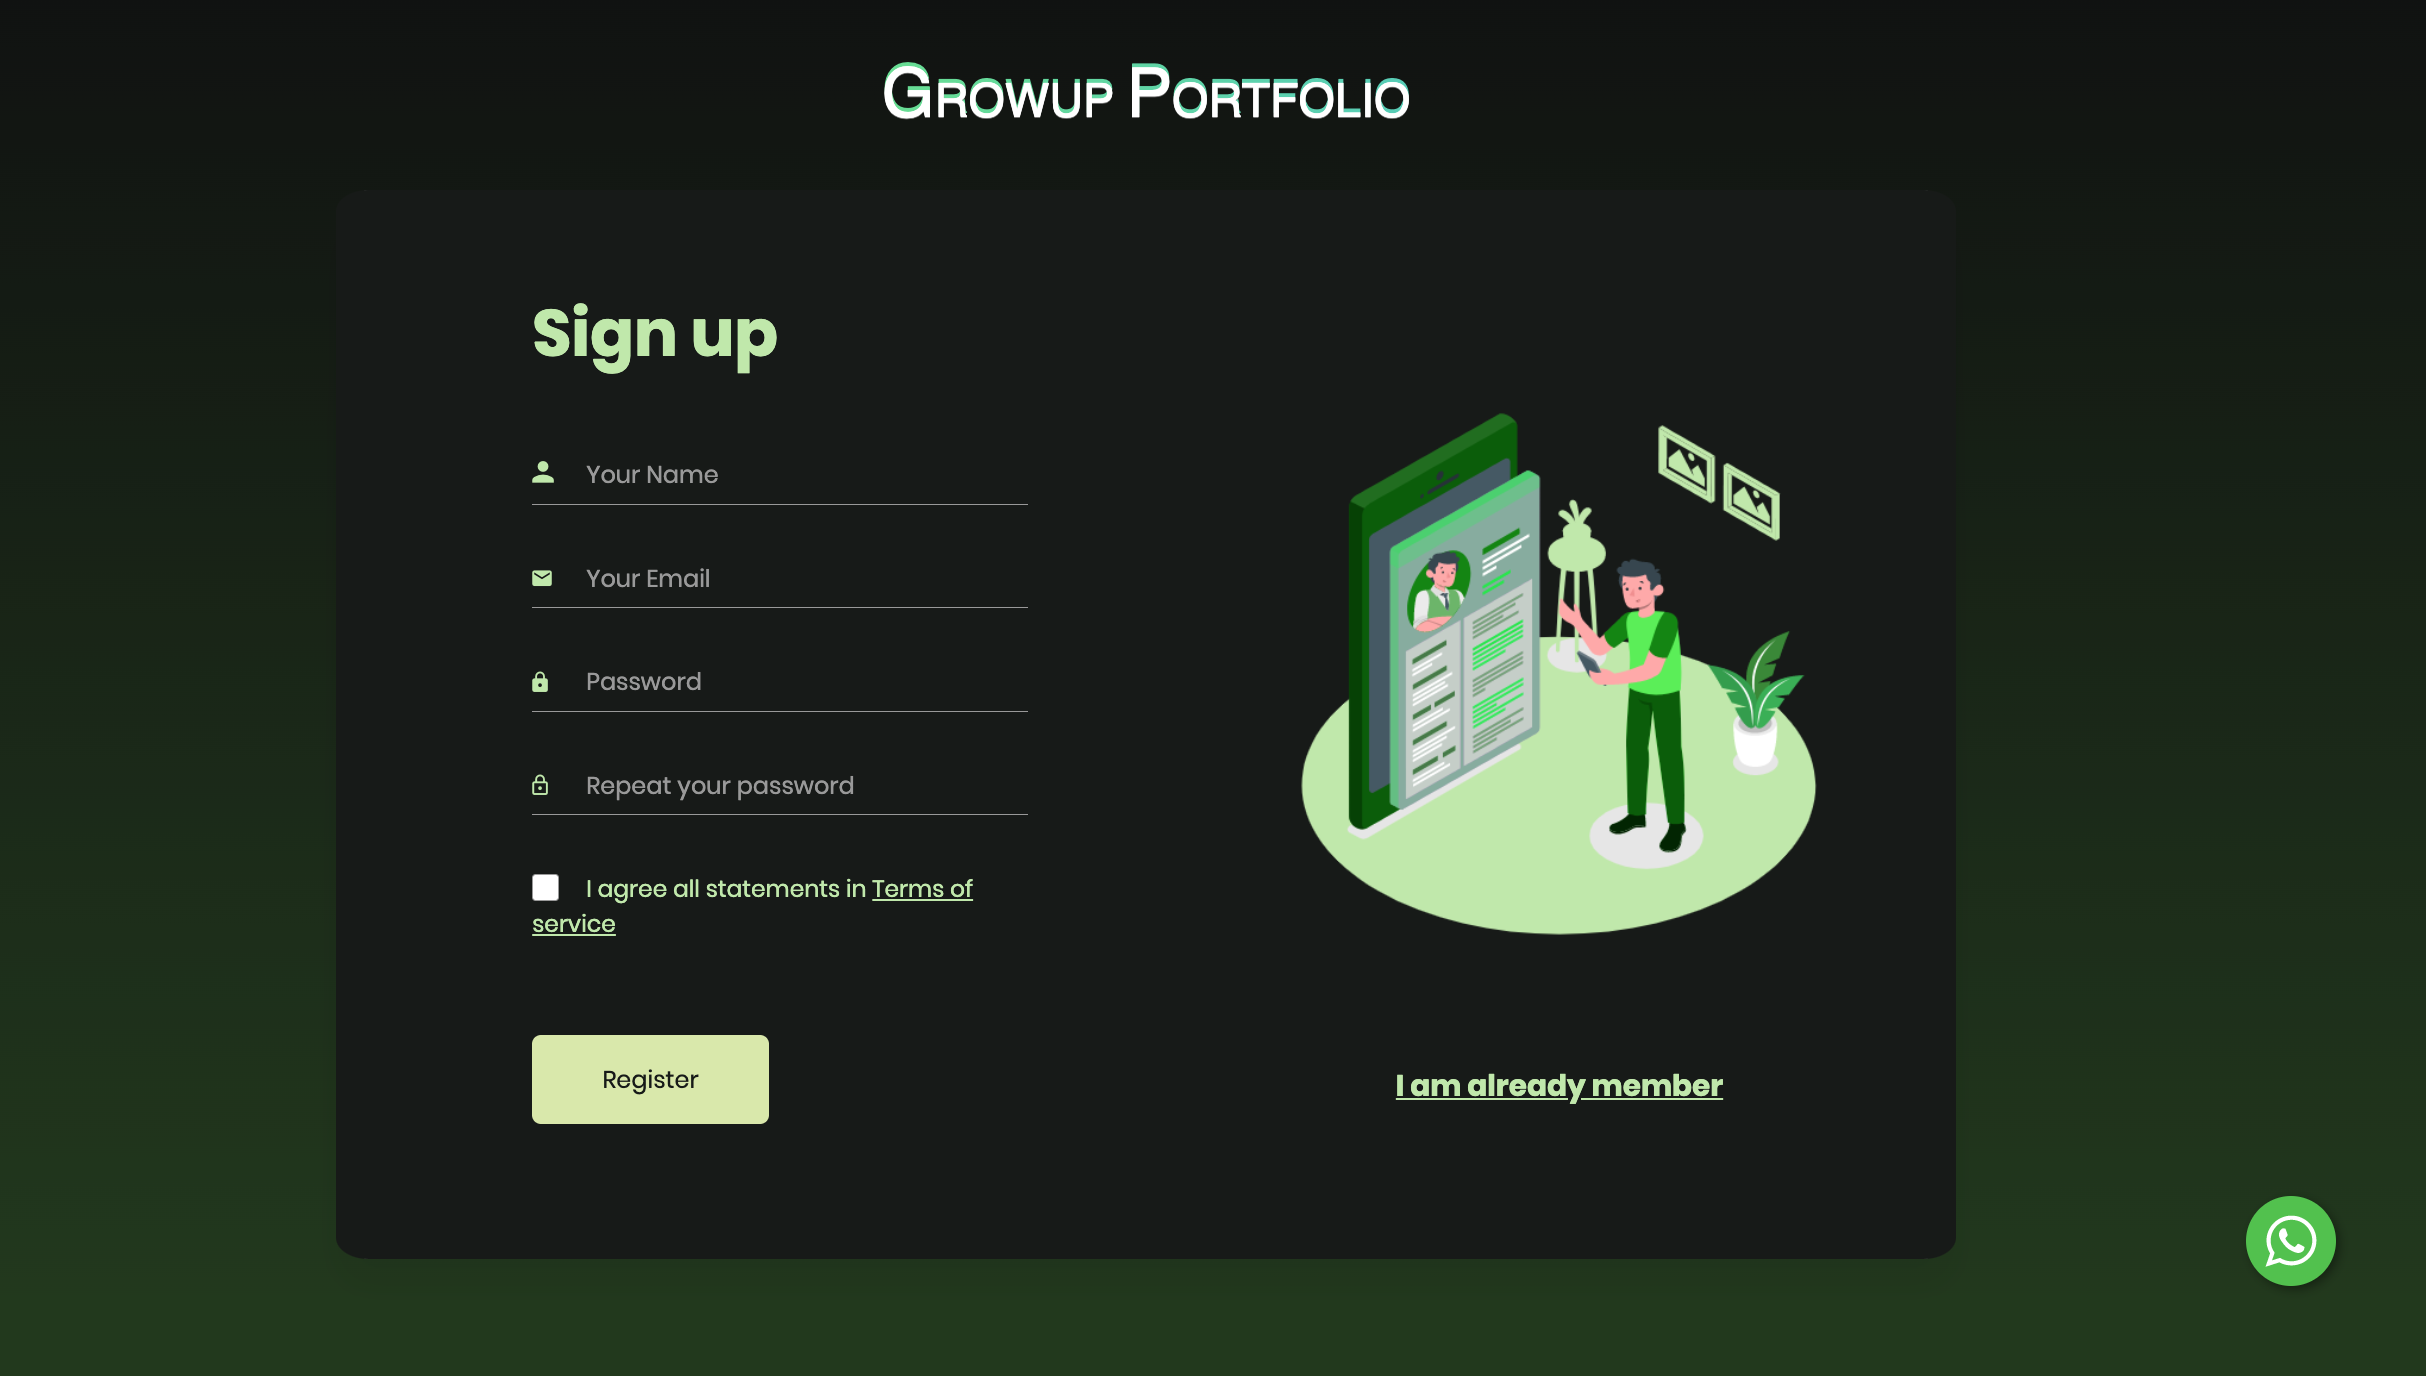 Growup Portfolio
Sign up
Your Name
Your Email
Password
Repeat your password
I agree all statements in Terms of
service
Register
I am already member